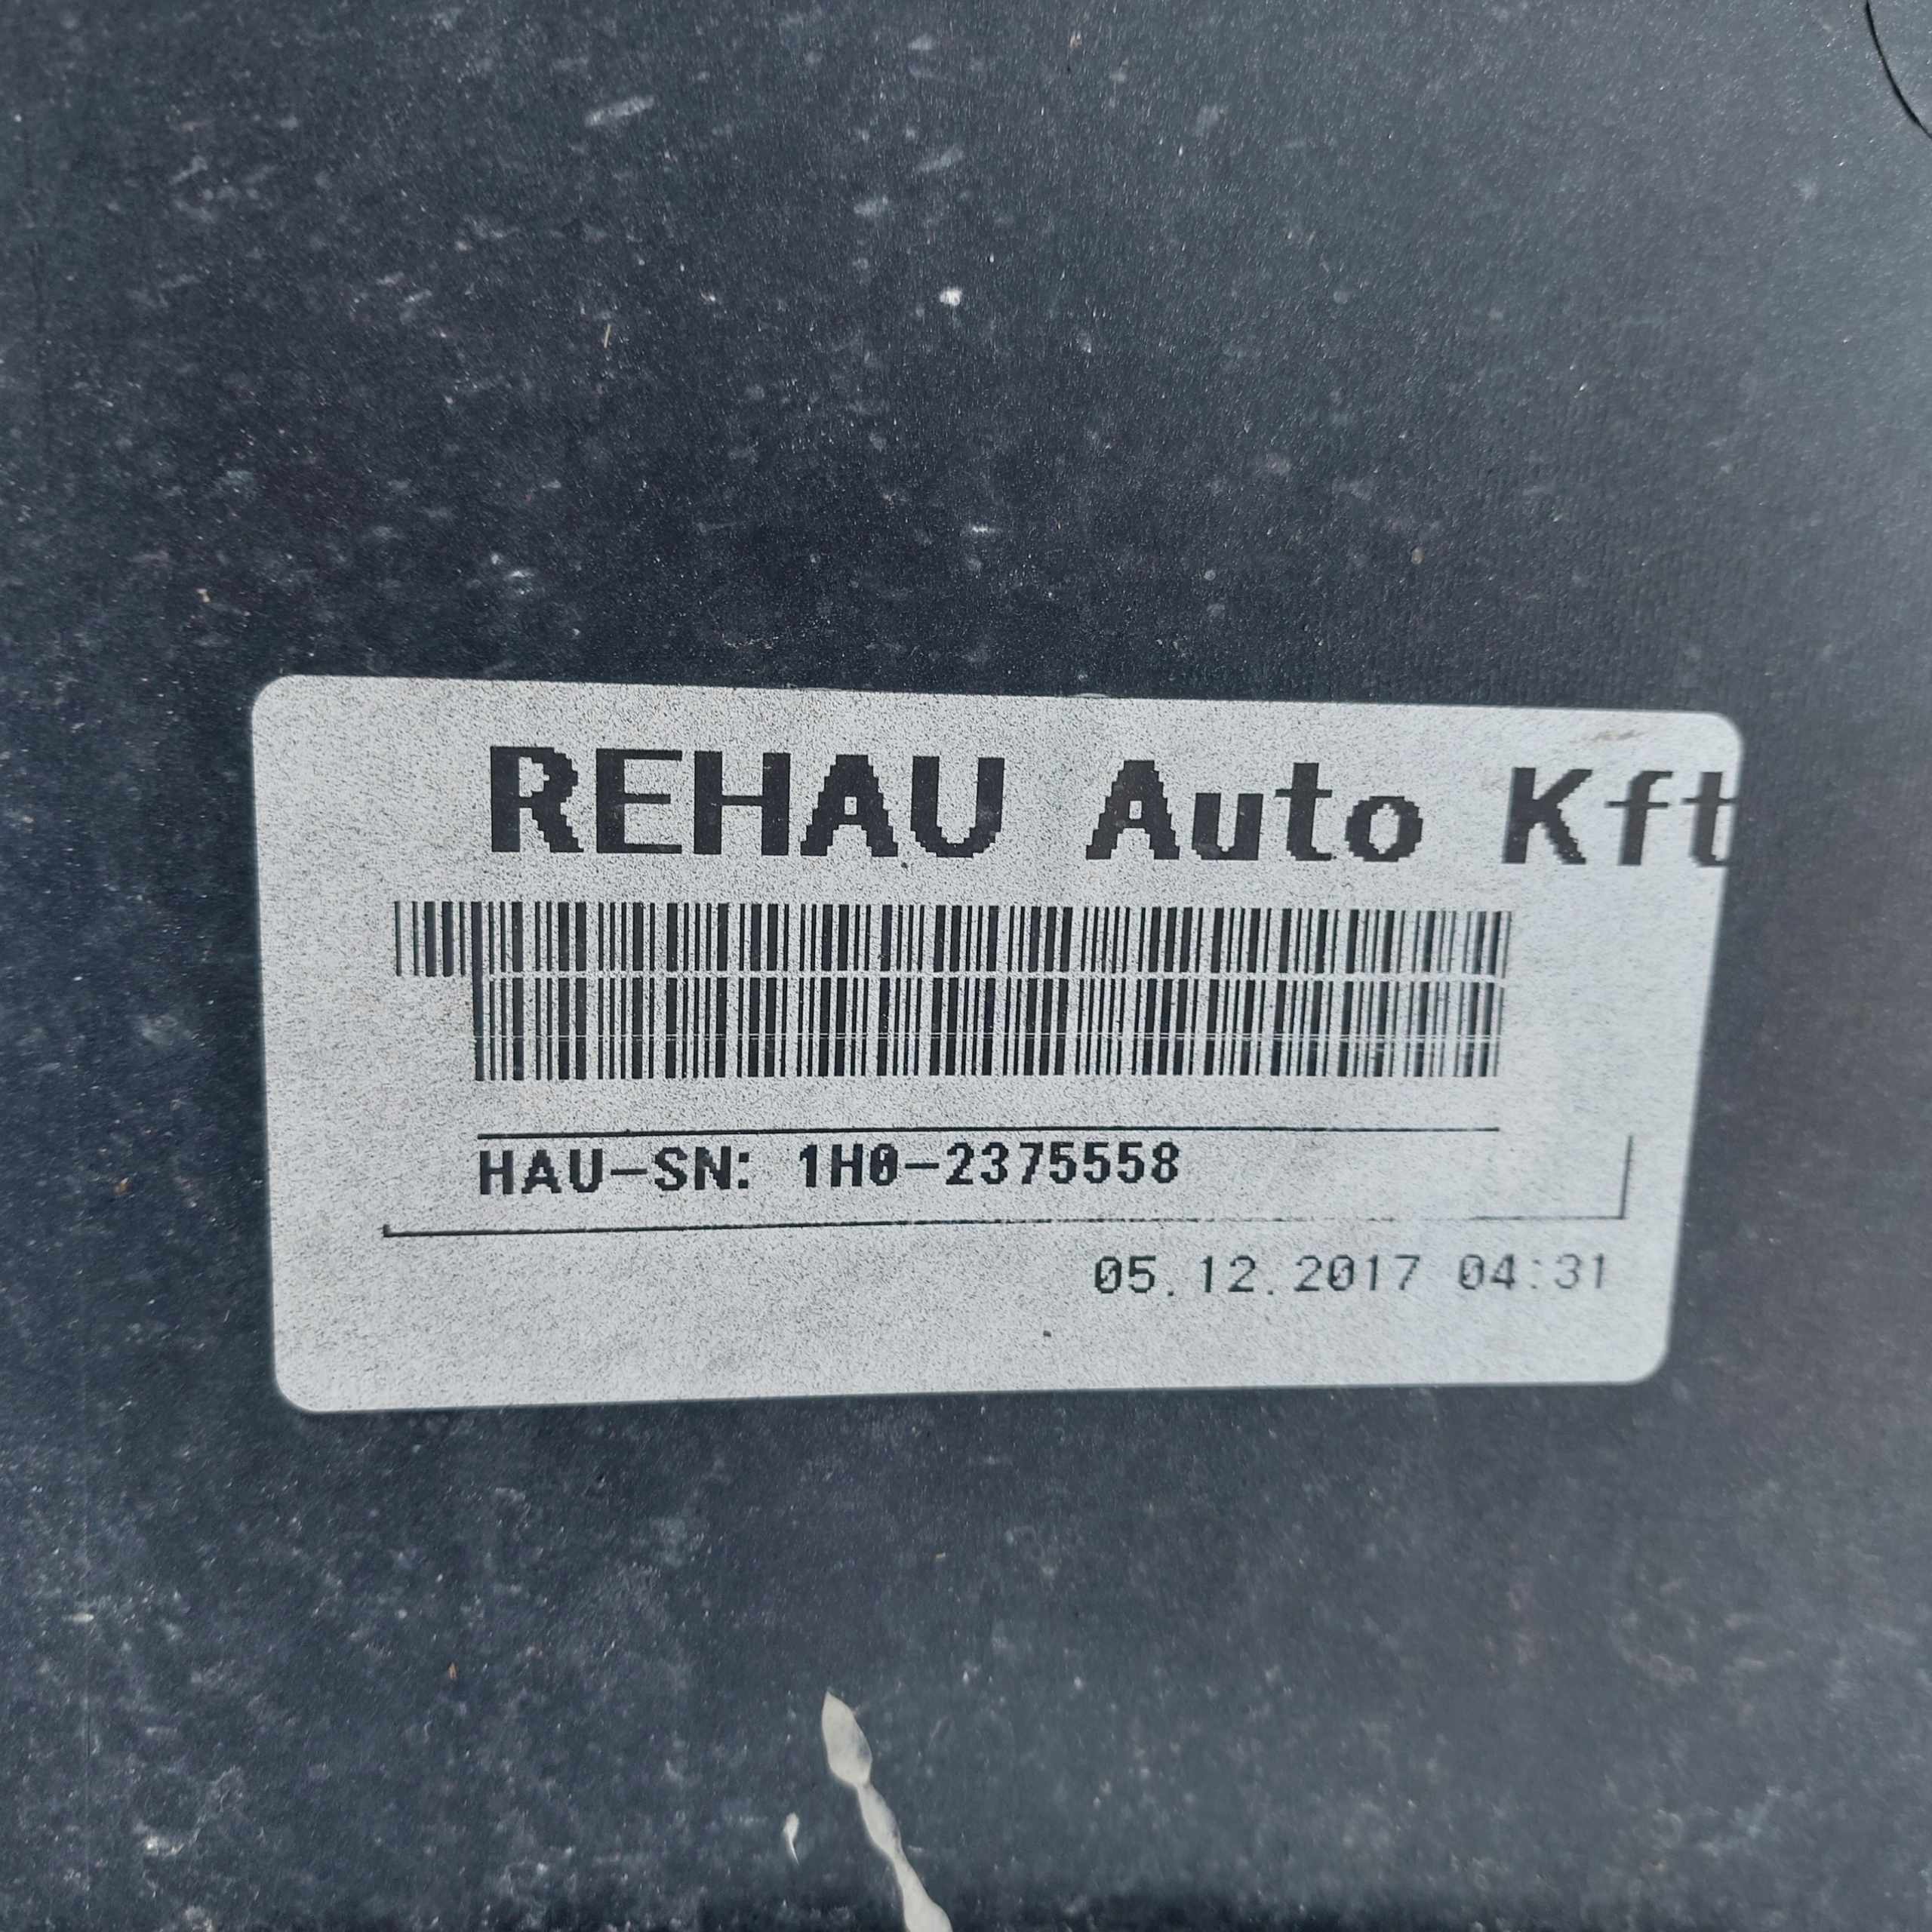 REHAU Auto Kft
HAU-SN: 1H0-2375558
05.12.2017 04:31